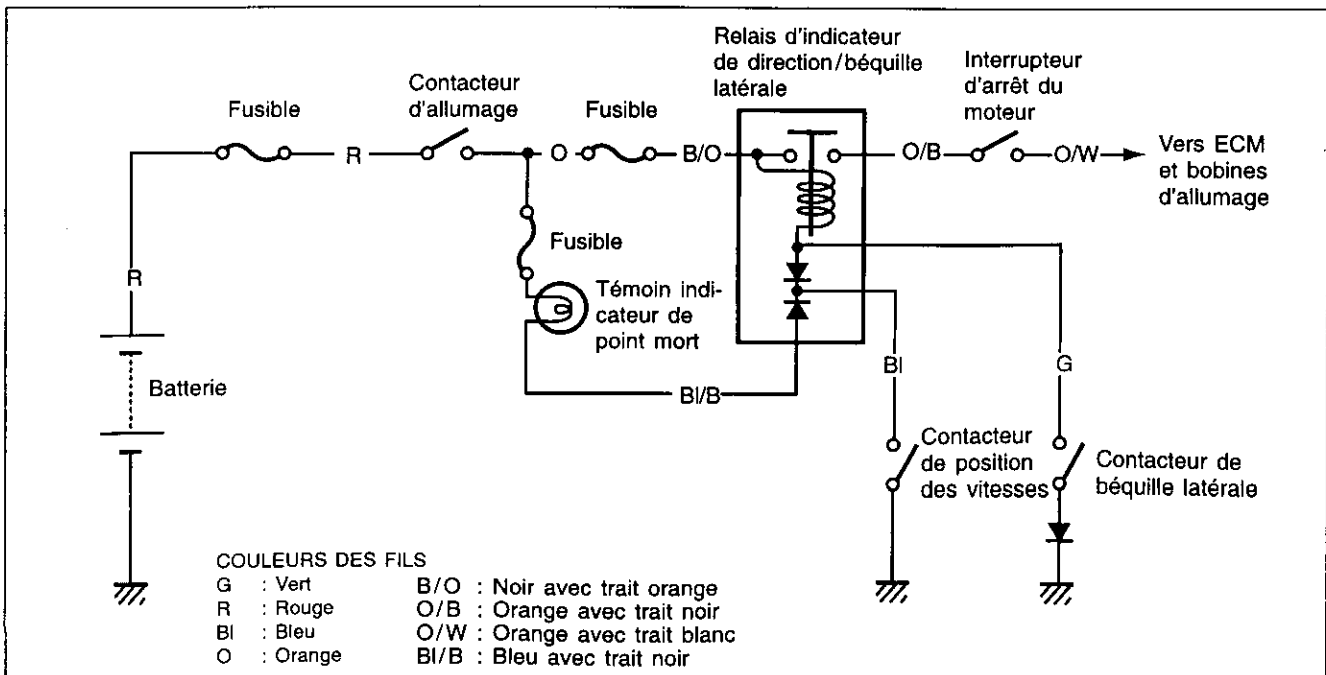 Relais d'indicateur
de direction/béquille
latérale
Interrupteur
d'arrêt du
moteur
Contacteur
d'allumage
Fusible
Fusible
R
O
B/O
O/B
O/W
Vers ECM
et bobines
d'allumage
Fusible
R
Témoin indi-
cateur de
point mort
Batterie
Bl/B
Bl
G
Contacteur
de position
des vitesses
Contacteur de
béquille latérale
COULEURS DES FILS
G : Vert B/O : Noir avec trait orange
R : Rouge O/B : Orange avec trait noir
Bl : Bleu O/W : Orange avec trait blanc
O : Orange Bl/B : Bleu avec trait noir